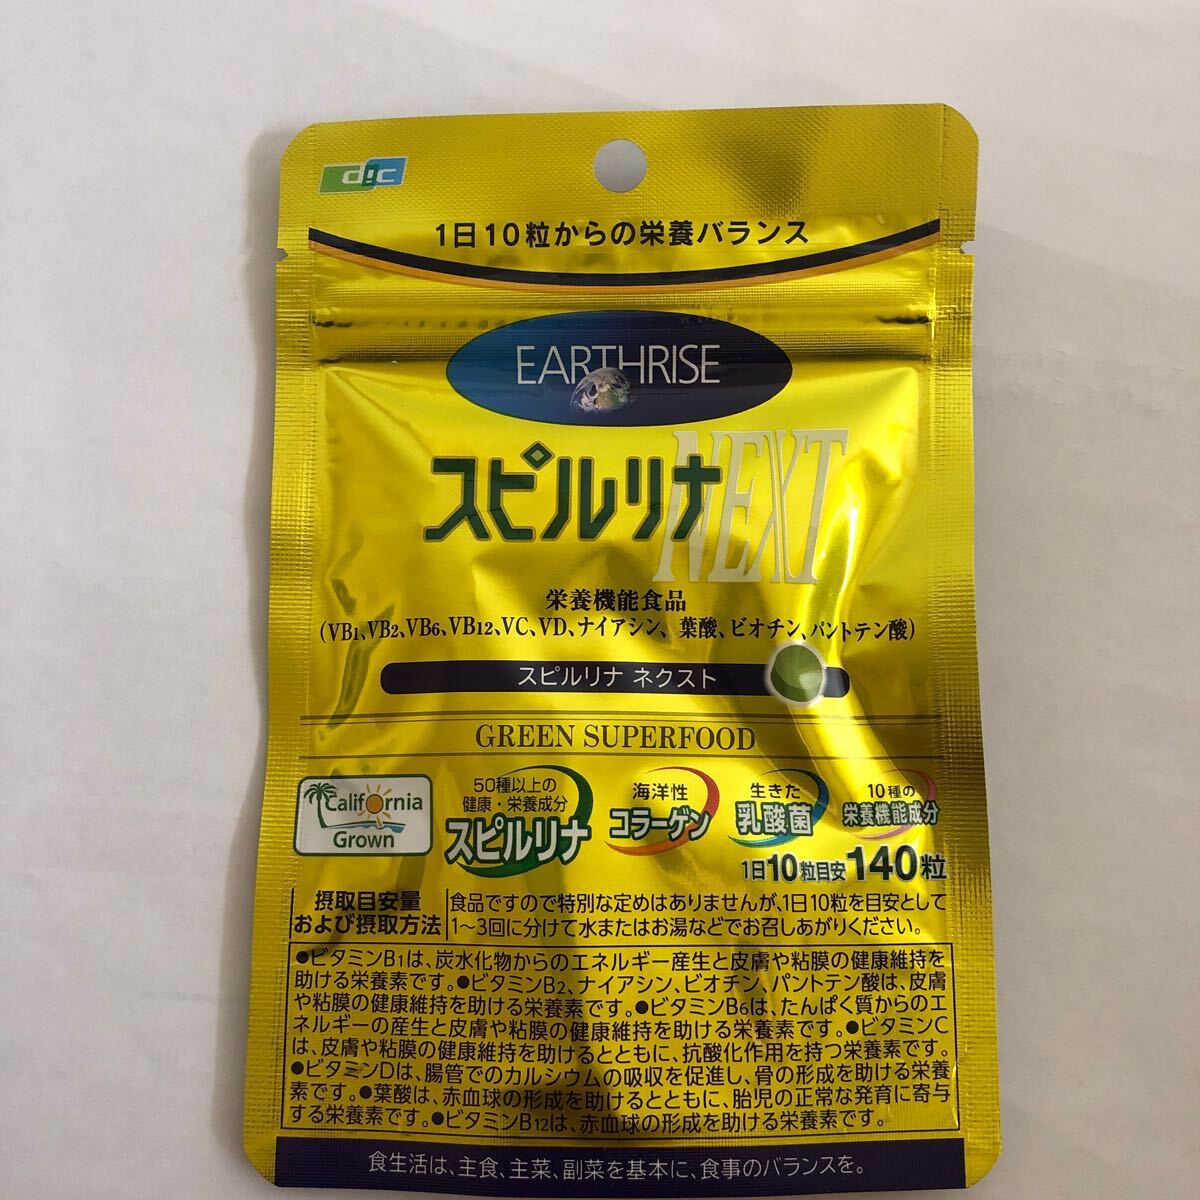 dic
1日10粒からの栄養バランス
EARTHRISE
スピルリナ NEXT
栄養機能食品
(VB1、VB2、VB6、VB12、VC、VD、ナイアシン、葉酸、ビオチン、パントテン酸)
スピルリナ ネクスト
GREEN SUPERFOOD
California
Grown
50種以上の
健康・栄養成分
スピルリナ
海洋性
コラーゲン
生きた
乳酸菌
10種の
栄養機能成分
1日10粒目安140粒
摂取目安量
および摂取方法
食品ですので特別な定めはありませんが、1日10粒を目安として
1〜3回に分けて水またはお湯などでお召しあがりください。
●ビタミンB1は、炭水化物からのエネルギー産生と皮膚や粘膜の健康維持を
助ける栄養素です。●ビタミンB2、ナイアシン、ビオチン、パントテン酸は、皮膚
や粘膜の健康維持を助ける栄養素です。●ビタミンB6は、たんぱく質からのエ
ネルギーの産生と皮膚や粘膜の健康維持を助ける栄養素です。●ビタミンC
は、皮膚や粘膜の健康維持を助けるとともに、抗酸化作用を持つ栄養素です。
●ビタミンDは、腸管でのカルシウムの吸収を促進し、骨の形成を助ける栄養
素です。●葉酸は、赤血球の形成を助けるとともに、胎児の正常な発育に寄与
する栄養素です。●ビタミンB12は、赤血球の形成を助ける栄養素です。
食生活は、主食、主菜、副菜を基本に、食事のバランスを。